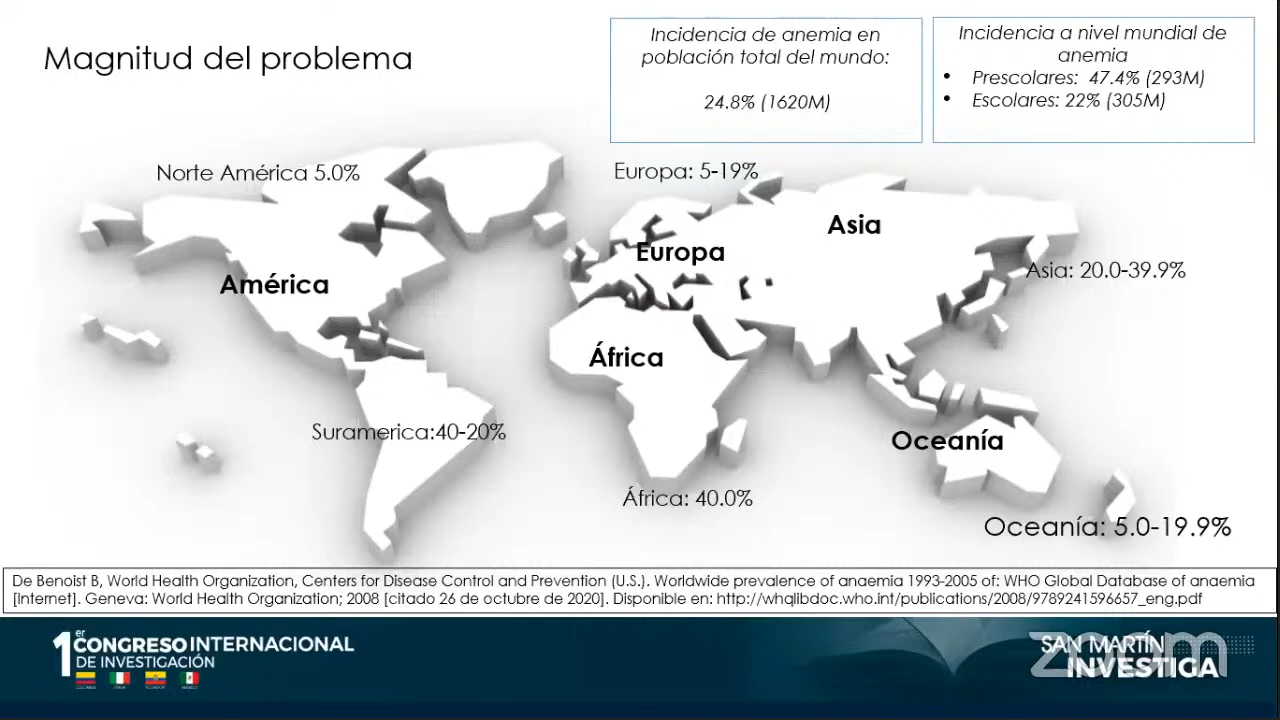 Magnitud del problema
Incidencia de anemia en
población total del mundo:
24.8% (1620M)
Incidencia a nivel mundial de
anemia
• Prescolares: 47.4% (293M)
• Escolares: 22% (305M)
Norte América 5.0%
Europa: 5-19%
Asia
Europa
Asia: 20.0-39.9%
América
África
Suramerica:40-20%
Oceanía
África: 40.0%
Oceanía: 5.0-19.9%
De Benoist B, World Health Organization, Centers for Disease Control and Prevention (U.S.). Worldwide prevalence of anaemia 1993-2005 of: WHO Global Database of anaemia
[Internet]. Geneva: World Health Organization; 2008 [citado 26 de octubre de 2020]. Disponible en: http://whqlibdoc.who.int/publications/2008/9789241596657_eng.pdf
1er CONGRESO INTERNACIONAL
DE INVESTIGACIÓN
SAN MARTÍN
INVESTIGA
zoom